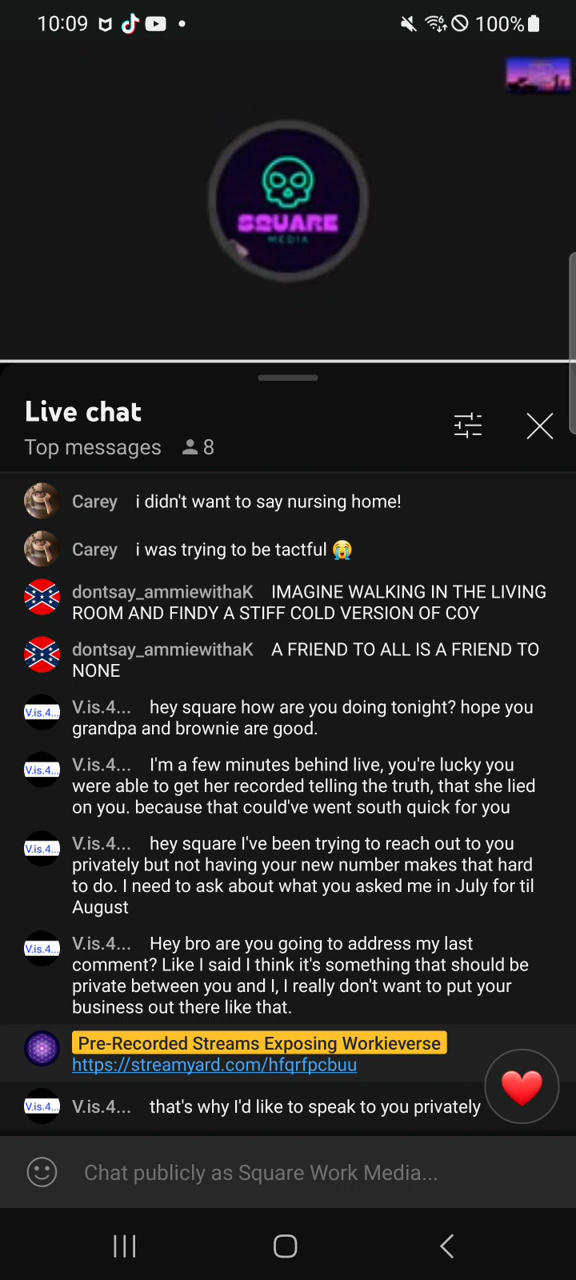 10:09
100%
SQUARE
MEDIA
Live chat
Top messages 8
Carey i didn't want to say nursing home!
Carey i was trying to be tactful 😭
dontsay_ammiewithaK IMAGINE WALKING IN THE LIVING
ROOM AND FINDY A STIFF COLD VERSION OF COY
dontsay_ammiewithaK A FRIEND TO ALL IS A FRIEND TO
NONE
V.is.4... V.is.4... hey square how are you doing tonight? hope you
grandpa and brownie are good.
V.is.4... V.is.4... I'm a few minutes behind live, you're lucky you
were able to get her recorded telling the truth, that she lied
on you. because that could've went south quick for you
V.is.4... V.is.4... hey square I've been trying to reach out to you
privately but not having your new number makes that hard
to do. I need to ask about what you asked me in July for til
August
V.is.4... V.is.4... Hey bro are you going to address my last
comment? Like I said I think it's something that should be
private between you and I, I really don't want to put your
business out there like that.
Pre-Recorded Streams Exposing Workieverse
https://streamyard.com/hfqrfpcbuu
V.is.4... V.is.4... that's why I'd like to speak to you privately
Chat publicly as Square Work Media...